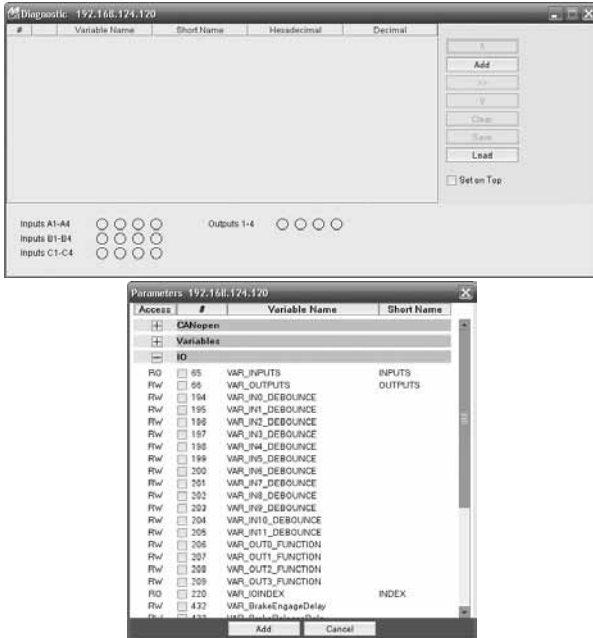 Diagnostic 192.168.124.120
# Variable Name Short Name Hexadecimal Decimal
A
Add
>>
V
Clear
Save
Load
Set on Top
Inputs A1-A4 Outputs 1-4
Inputs B1-B4
Inputs C1-C4
Parameters 192.168.124.120
Access # Variable Name Short Name
CANopen
Variables
IO
RO 65 VAR_INPUTS INPUTS
RW 66 VAR_OUTPUTS OUTPUTS
RW 194 VAR_IN0_DEBOUNCE
RW 195 VAR_IN1_DEBOUNCE
RW 196 VAR_IN2_DEBOUNCE
RW 197 VAR_IN3_DEBOUNCE
RW 198 VAR_IN4_DEBOUNCE
RW 199 VAR_IN5_DEBOUNCE
RW 200 VAR_IN6_DEBOUNCE
RW 201 VAR_IN7_DEBOUNCE
RW 202 VAR_IN8_DEBOUNCE
RW 203 VAR_IN9_DEBOUNCE
RW 204 VAR_IN10_DEBOUNCE
RW 205 VAR_IN11_DEBOUNCE
RW 206 VAR_OUT0_FUNCTION
RW 207 VAR_OUT1_FUNCTION
RW 208 VAR_OUT2_FUNCTION
RW 209 VAR_OUT3_FUNCTION
RO 220 VAR_IOINDEX INDEX
RW 432 VAR_BrakeEngageDelay
RW 433 VAR_BrakeReleaseDelay
Add Cancel